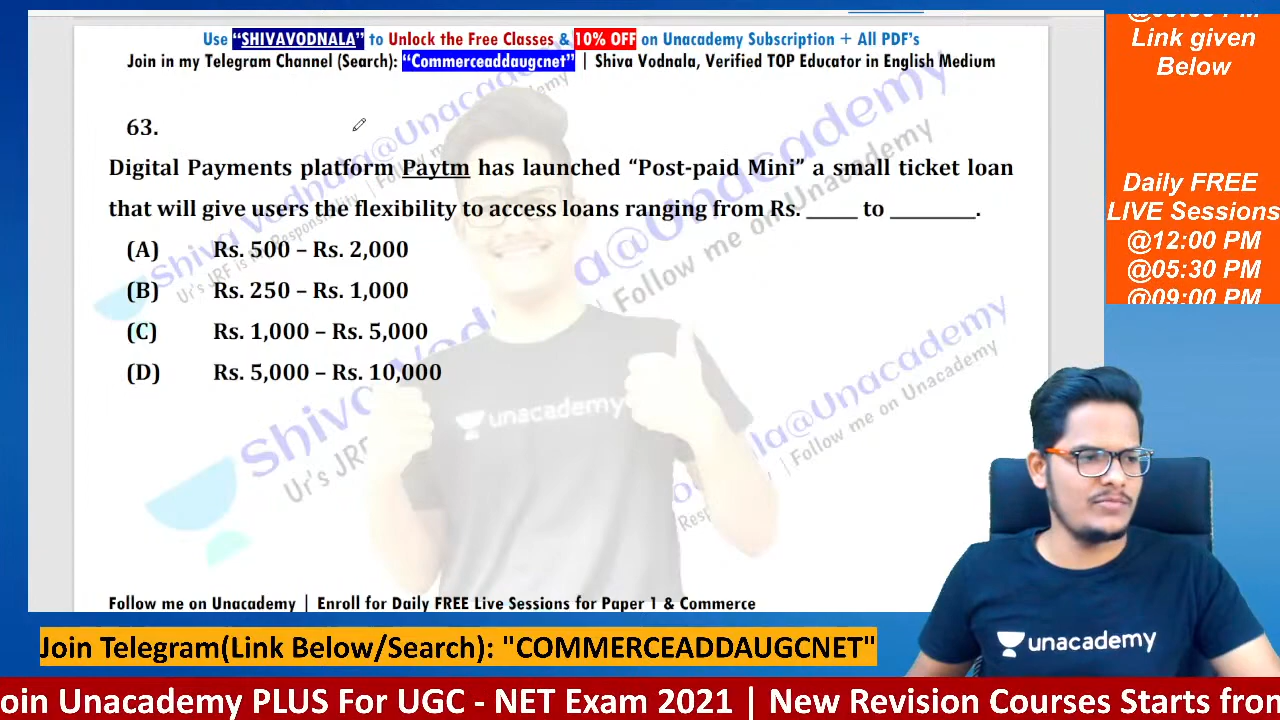 Use “SHIVAVODNALA” to Unlock the Free Classes & 10% OFF on Unacademy Subscription + All PDF’s
Join in my Telegram Channel (Search): “Commerceaddaugcnet” | Shiva Vodnala, Verified TOP Educator in English Medium
63.
Digital Payments platform Paytm has launched “Post-paid Mini” a small ticket loan
that will give users the flexibility to access loans ranging from Rs. _____ to _________.
(A) Rs. 500 – Rs. 2,000
(B) Rs. 250 – Rs. 1,000
(C) Rs. 1,000 – Rs. 5,000
(D) Rs. 5,000 – Rs. 10,000
unacademy
Follow me on Unacademy | Enroll for Daily FREE Live Sessions for Paper 1 & Commerce
Link given
Below
Daily FREE
LIVE Sessions
@12:00 PM
@05:30 PM
@09:00 PM
unacademy
Join Telegram(Link Below/Search): "COMMERCEADDAUGCNET"
oin Unacademy PLUS For UGC - NET Exam 2021 | New Revision Courses Starts from